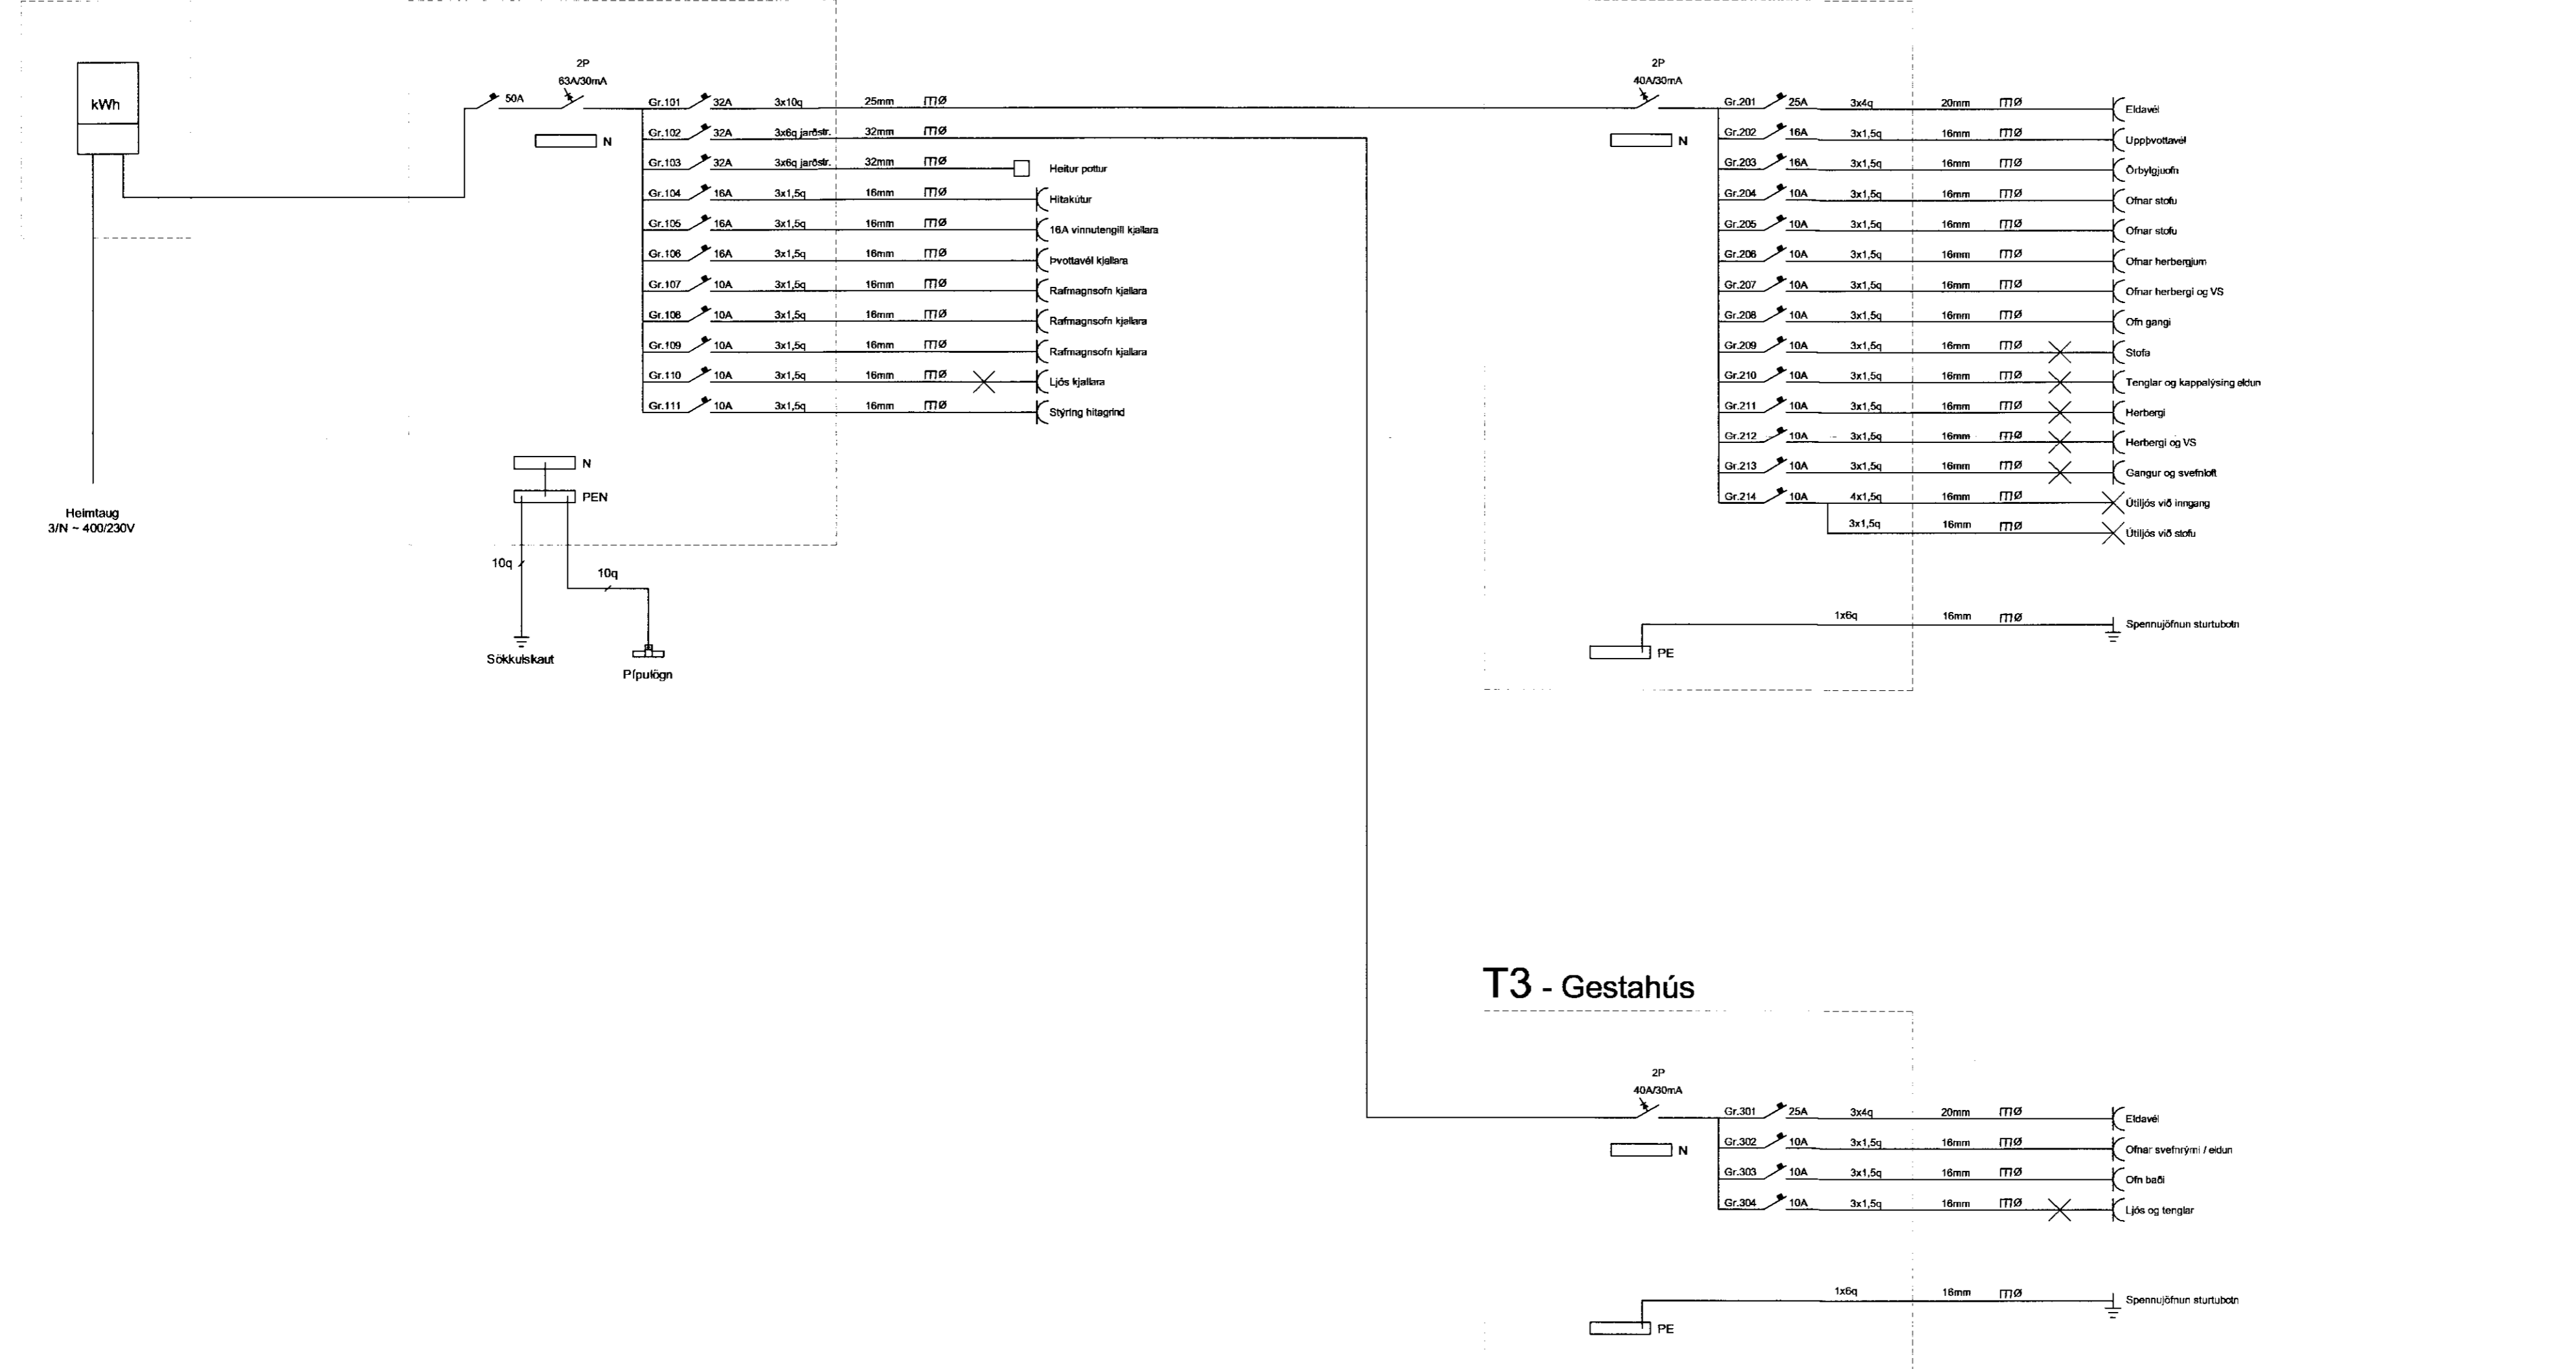 kWh
Heimtaug
3/N ~ 400/230V
50A
2P
63A/30mA
N
Gr.101 32A 3x10q 25mm Ø
Gr.102 32A 3x6q jarðstr. 32mm Ø
Gr.103 32A 3x6q jarðstr. 32mm Ø Heitur pottur
Gr.104 16A 3x1,5q 16mm Ø Hitakútur
Gr.105 16A 3x1,5q 16mm Ø 16A vinnutengill kjallara
Gr.106 16A 3x1,5q 16mm Ø Þvottavél kjallara
Gr.107 10A 3x1,5q 16mm Ø Rafmagnsofn kjallara
Gr.108 10A 3x1,5q 16mm Ø Rafmagnsofn kjallara
Gr.109 10A 3x1,5q 16mm Ø Rafmagnsofn kjallara
Gr.110 10A 3x1,5q 16mm Ø Ljós kjallara
Gr.111 10A 3x1,5q 16mm Ø Stýring hitagrind
N
PEN
10q
10q
Sökkulskaut
Pípulögn
2P
40A/30mA
N
Gr.201 25A 3x4q 20mm Ø Eldavél
Gr.202 16A 3x1,5q 16mm Ø Uppþvottavél
Gr.203 16A 3x1,5q 16mm Ø Örbylgjuofn
Gr.204 10A 3x1,5q 16mm Ø Ofnar stofu
Gr.205 10A 3x1,5q 16mm Ø Ofnar stofu
Gr.206 10A 3x1,5q 16mm Ø Ofnar herbergjum
Gr.207 10A 3x1,5q 16mm Ø Ofnar herbergi og VS
Gr.208 10A 3x1,5q 16mm Ø Ofn gangi
Gr.209 10A 3x1,5q 16mm Ø Stofa
Gr.210 10A 3x1,5q 16mm Ø Tenglar og kappalýsing eldun
Gr.211 10A 3x1,5q 16mm Ø Herbergi
Gr.212 10A 3x1,5q 16mm Ø Herbergi og VS
Gr.213 10A 3x1,5q 16mm Ø Gangur og svefnloft
Gr.214 10A 4x1,5q 16mm Ø Útiljós við inngang
3x1,5q 16mm Ø Útiljós við stofu
1x6q 16mm Ø Spennujöfnun sturtubotn
PE
T3 - Gestahús
2P
40A/30mA
N
Gr.301 25A 3x4q 20mm Ø Eldavél
Gr.302 10A 3x1,5q 16mm Ø Ofnar svefnrými / eldun
Gr.303 10A 3x1,5q 16mm Ø Ofn baði
Gr.304 10A 3x1,5q 16mm Ø Ljós og tenglar
1x6q 16mm Ø Spennujöfnun sturtubotn
PE